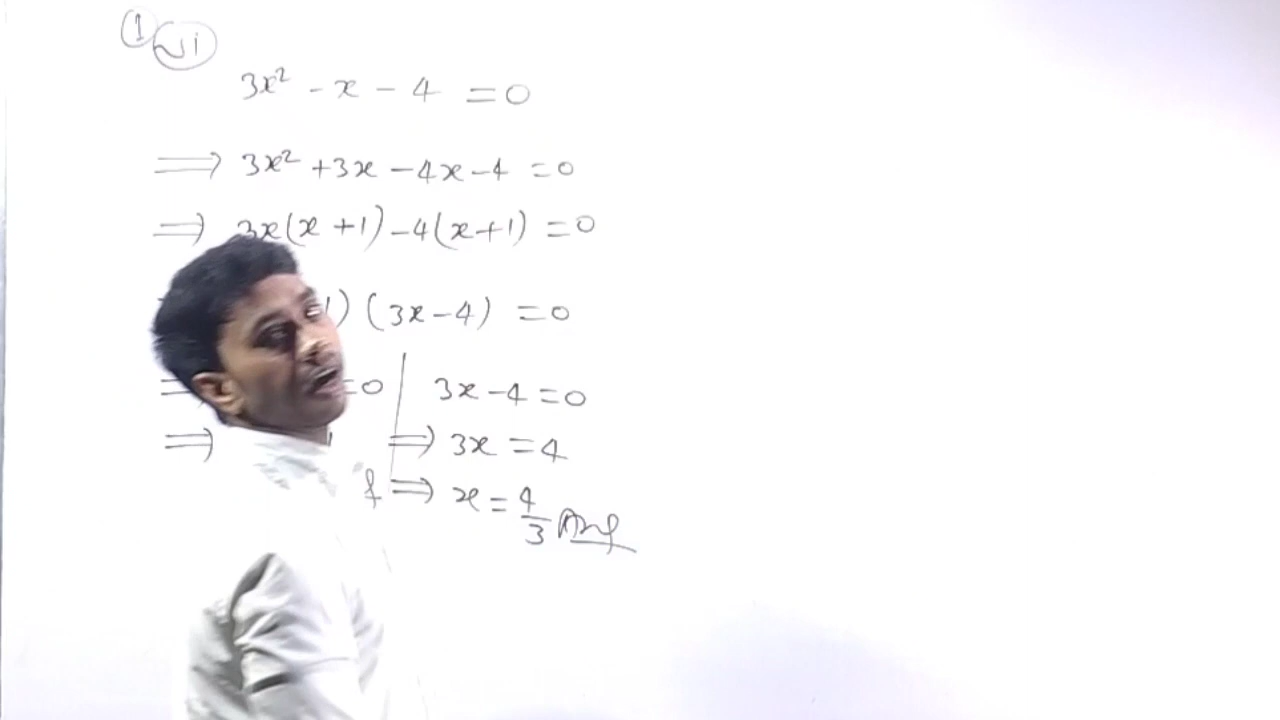 1 vi
3x² - x - 4 = 0
⟹ 3x² + 3x - 4x - 4 = 0
⟹ 3x(x + 1) - 4(x + 1) = 0
1) (3x - 4) = 0
= 0 | 3x - 4 = 0
⟹ | ⟹ 3x = 4
⟹ x = 4/3 Ans